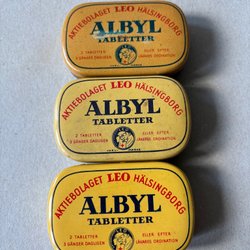 AKTIEBOLAGET LEO HÄLSINGBORG
ALBYL
TABLETTER
2 TABLETTER
3 GÅNGER DAGLIGEN
ELLER EFTER
LÄKARES ORDINATION
AKTIEBOLAGET LEO HÄLSINGBORG
ALBYL
TABLETTER
2 TABLETTER
3 GÅNGER DAGLIGEN
ELLER EFTER
LÄKARES ORDINATION
AKTIEBOLAGET LEO HÄLSINGBORG
ALBYL
TABLETTER
2 TABLETTER
3 GÅNGER DAGLIGEN
ELLER EFTER
LÄKARES ORDINATION